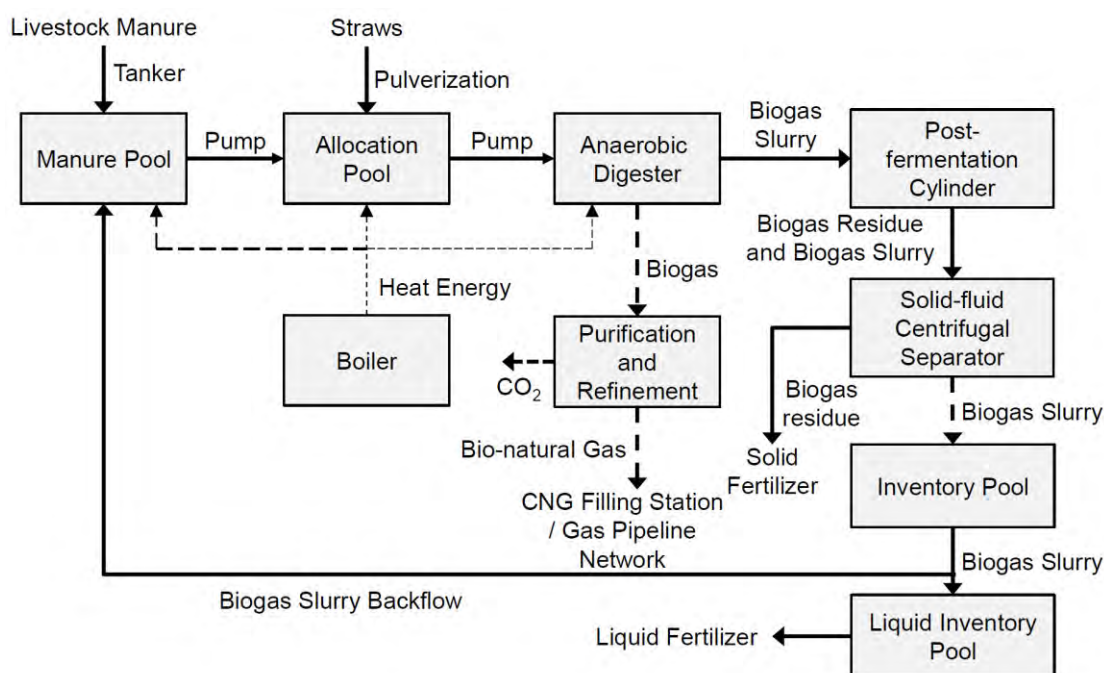 Livestock Manure
Straws
Tanker
Pulverization
Manure Pool
Pump
Allocation
Pool
Pump
Anaerobic
Digester
Biogas
Slurry
Post-
fermentation
Cylinder
Biogas Residue
and Biogas Slurry
Heat Energy
Biogas
Boiler
CO₂
Purification
and
Refinement
Solid-fluid
Centrifugal
Separator
Biogas
residue
Biogas Slurry
Bio-natural Gas
Solid
Fertilizer
Inventory Pool
CNG Filling Station
/ Gas Pipeline
Network
Biogas Slurry
Biogas Slurry Backflow
Liquid Fertilizer
Liquid Inventory
Pool